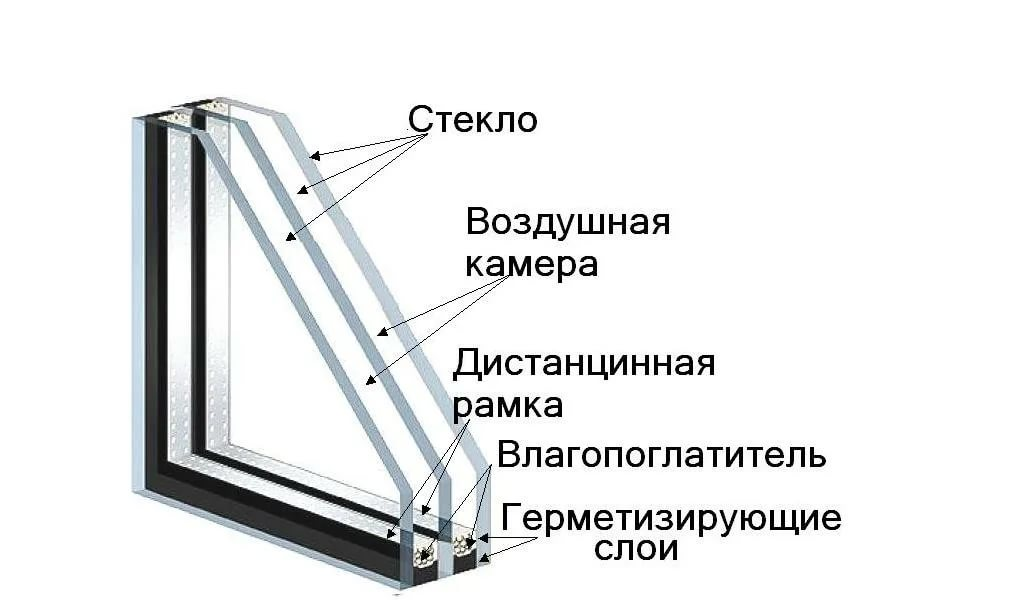 Стекло
Воздушная
камера
Дистанцинная
рамка
Влагопоглатитель
Герметизирующие
слои